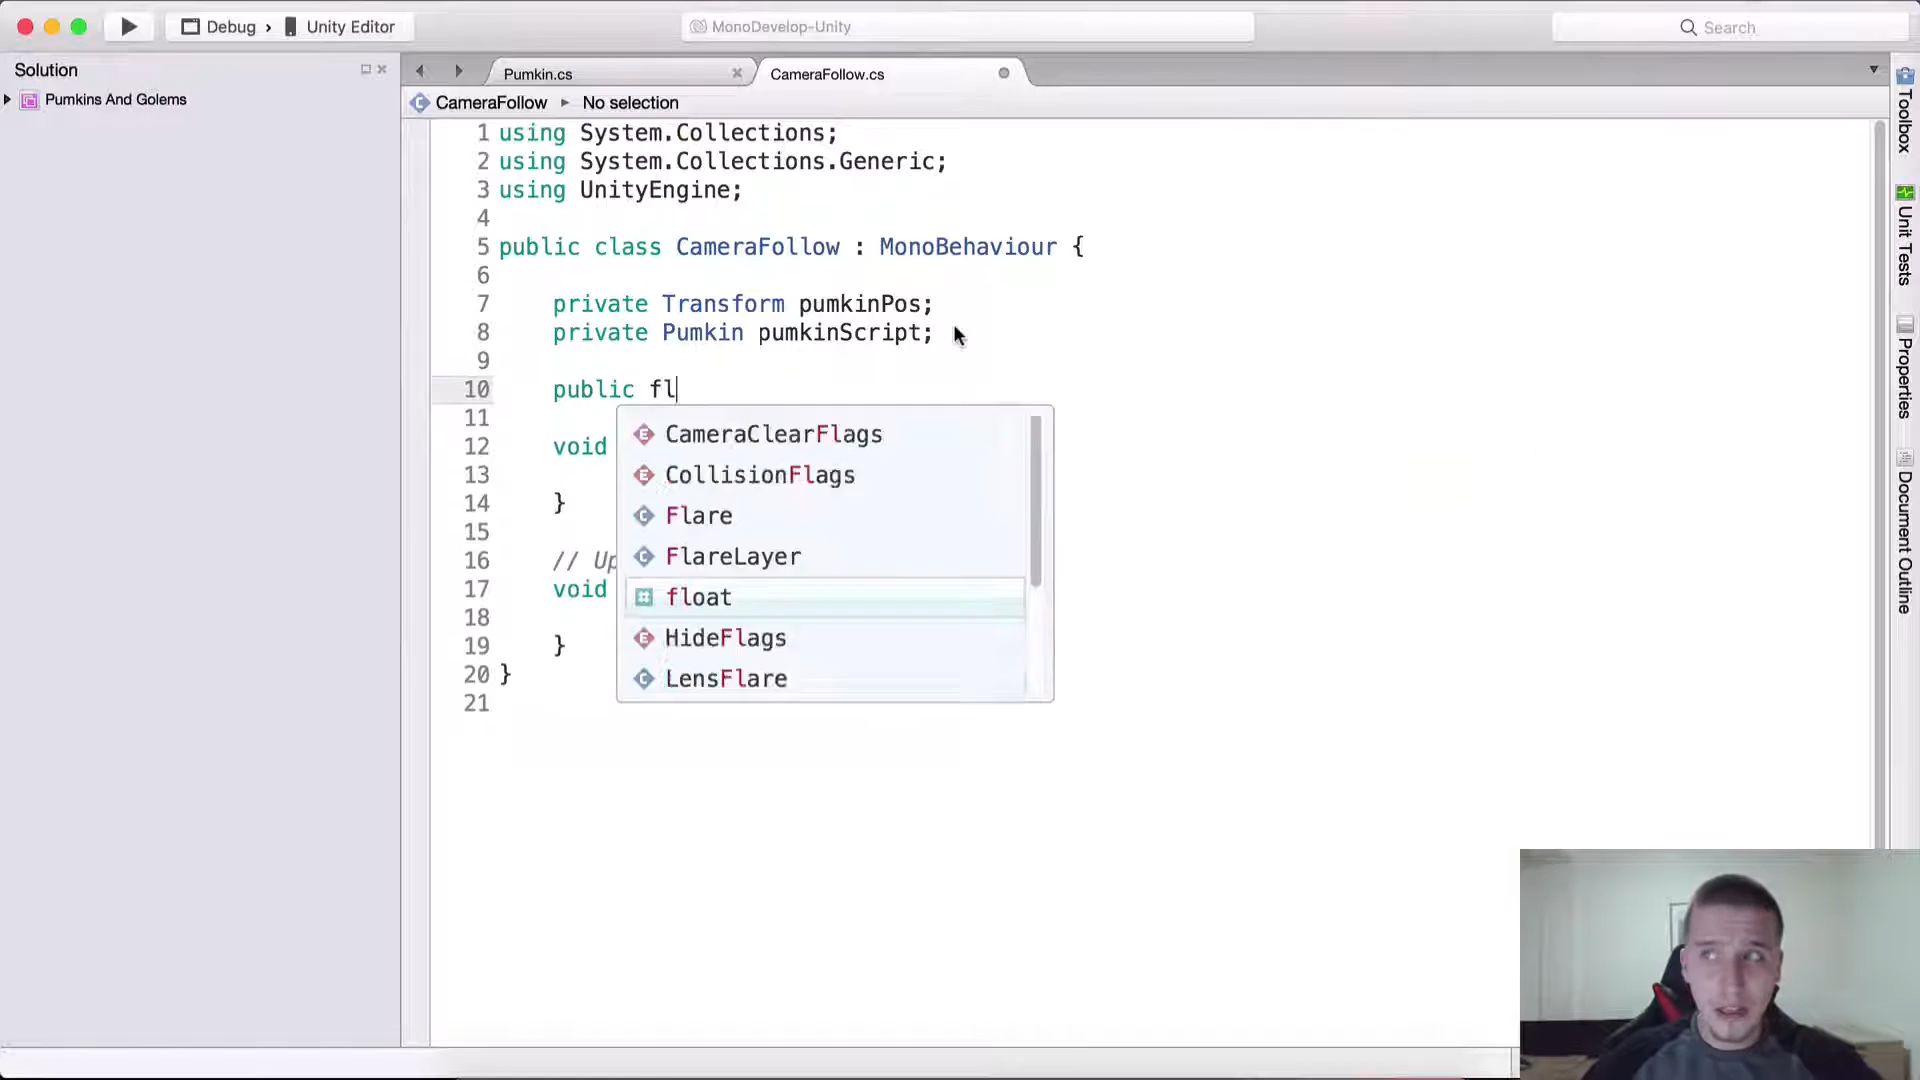 Debug › Unity Editor
MonoDevelop-Unity
Search
Solution
Pumkins And Golems
Pumkin.cs
CameraFollow.cs
CameraFollow ▸ No selection
1 using System.Collections;
2 using System.Collections.Generic;
3 using UnityEngine;
4
5 public class CameraFollow : MonoBehaviour {
6
7 private Transform pumkinPos;
8 private Pumkin pumkinScript;
9
10 public fl
11
12 void
13
14 }
15
16 // Up
17 void
18
19 }
20 }
21
CameraClearFlags
CollisionFlags
Flare
FlareLayer
float
HideFlags
LensFlare
Toolbox
Unit Tests
Properties
Document Outline